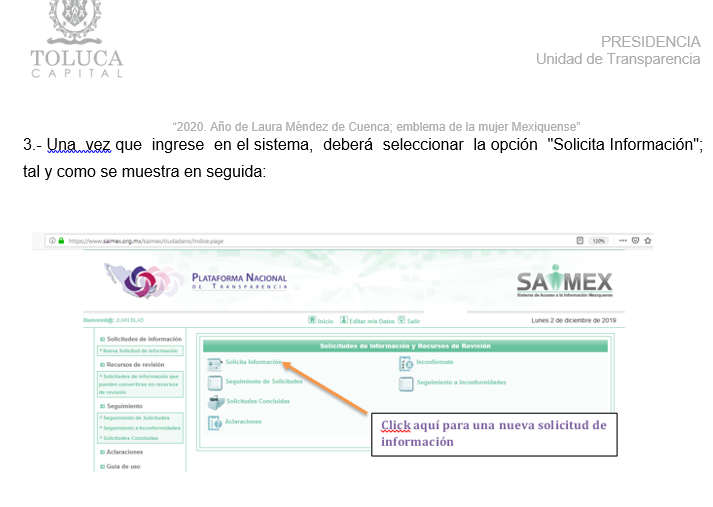 TOLUCA
CAPITAL
PRESIDENCIA
Unidad de Transparencia
“2020. Año de Laura Méndez de Cuenca; emblema de la mujer Mexiquense”
3.- Una vez que ingrese en el sistema, deberá seleccionar la opción "Solicita Información";
tal y como se muestra en seguida:
https://www.saimex.org.mx/saimex/ciudadano/indice.page
120%
PLATAFORMA NACIONAL
DE TRANSPARENCIA
SAIMEX
Sistema de Acceso a la Información Mexiquense
Bienvenid@: JUAN BLAS
Inicio
Editar mis Datos
Salir
Lunes 2 de diciembre de 2019
Solicitudes de información
Nueva Solicitud de información
Recursos de revisión
Solicitudes de información que
pueden convertirse en recursos
de revisión
Seguimiento
Seguimiento de Solicitudes
Seguimiento a Inconformidades
Solicitudes Concluidas
Aclaraciones
Guia de uso
Solicitudes de Información y Recursos de Revisión
Solicita Información
Inconfórmate
Seguimiento de Solicitudes
Seguimiento a Inconformidades
Solicitudes Concluidas
Aclaraciones
Click aquí para una nueva solicitud de
información